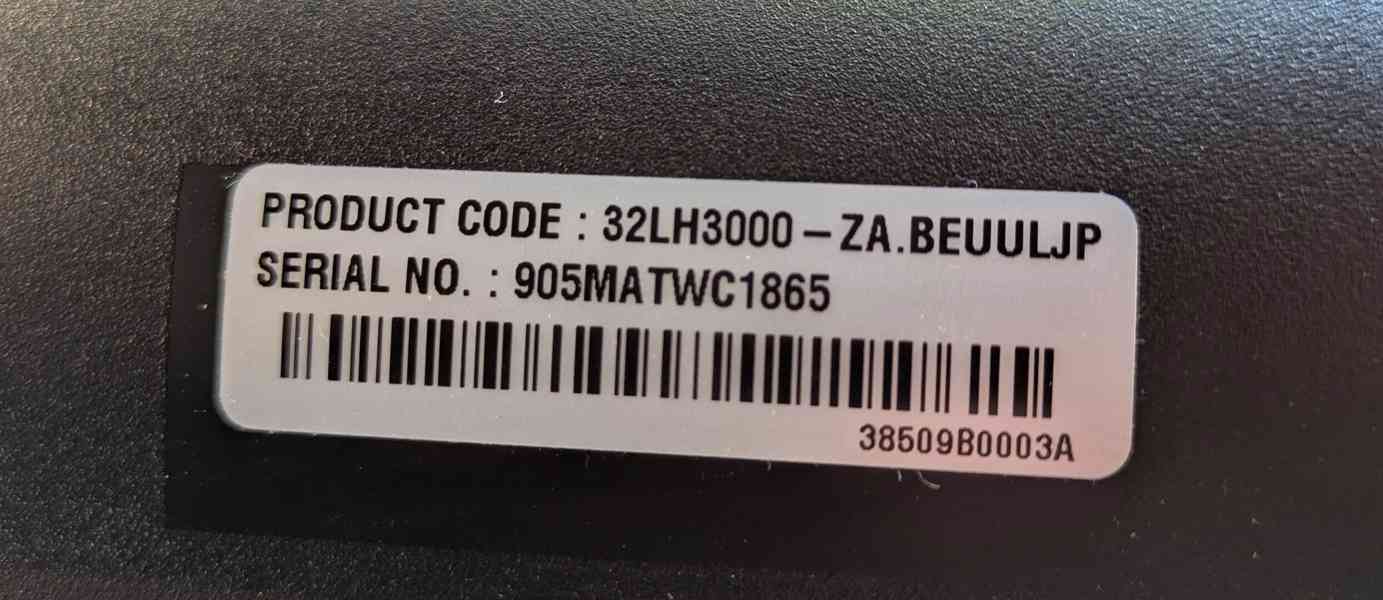 PRODUCT CODE : 32LH3000 – ZA.BEUULJP
SERIAL NO. : 905MATWC1865
38509B0003A